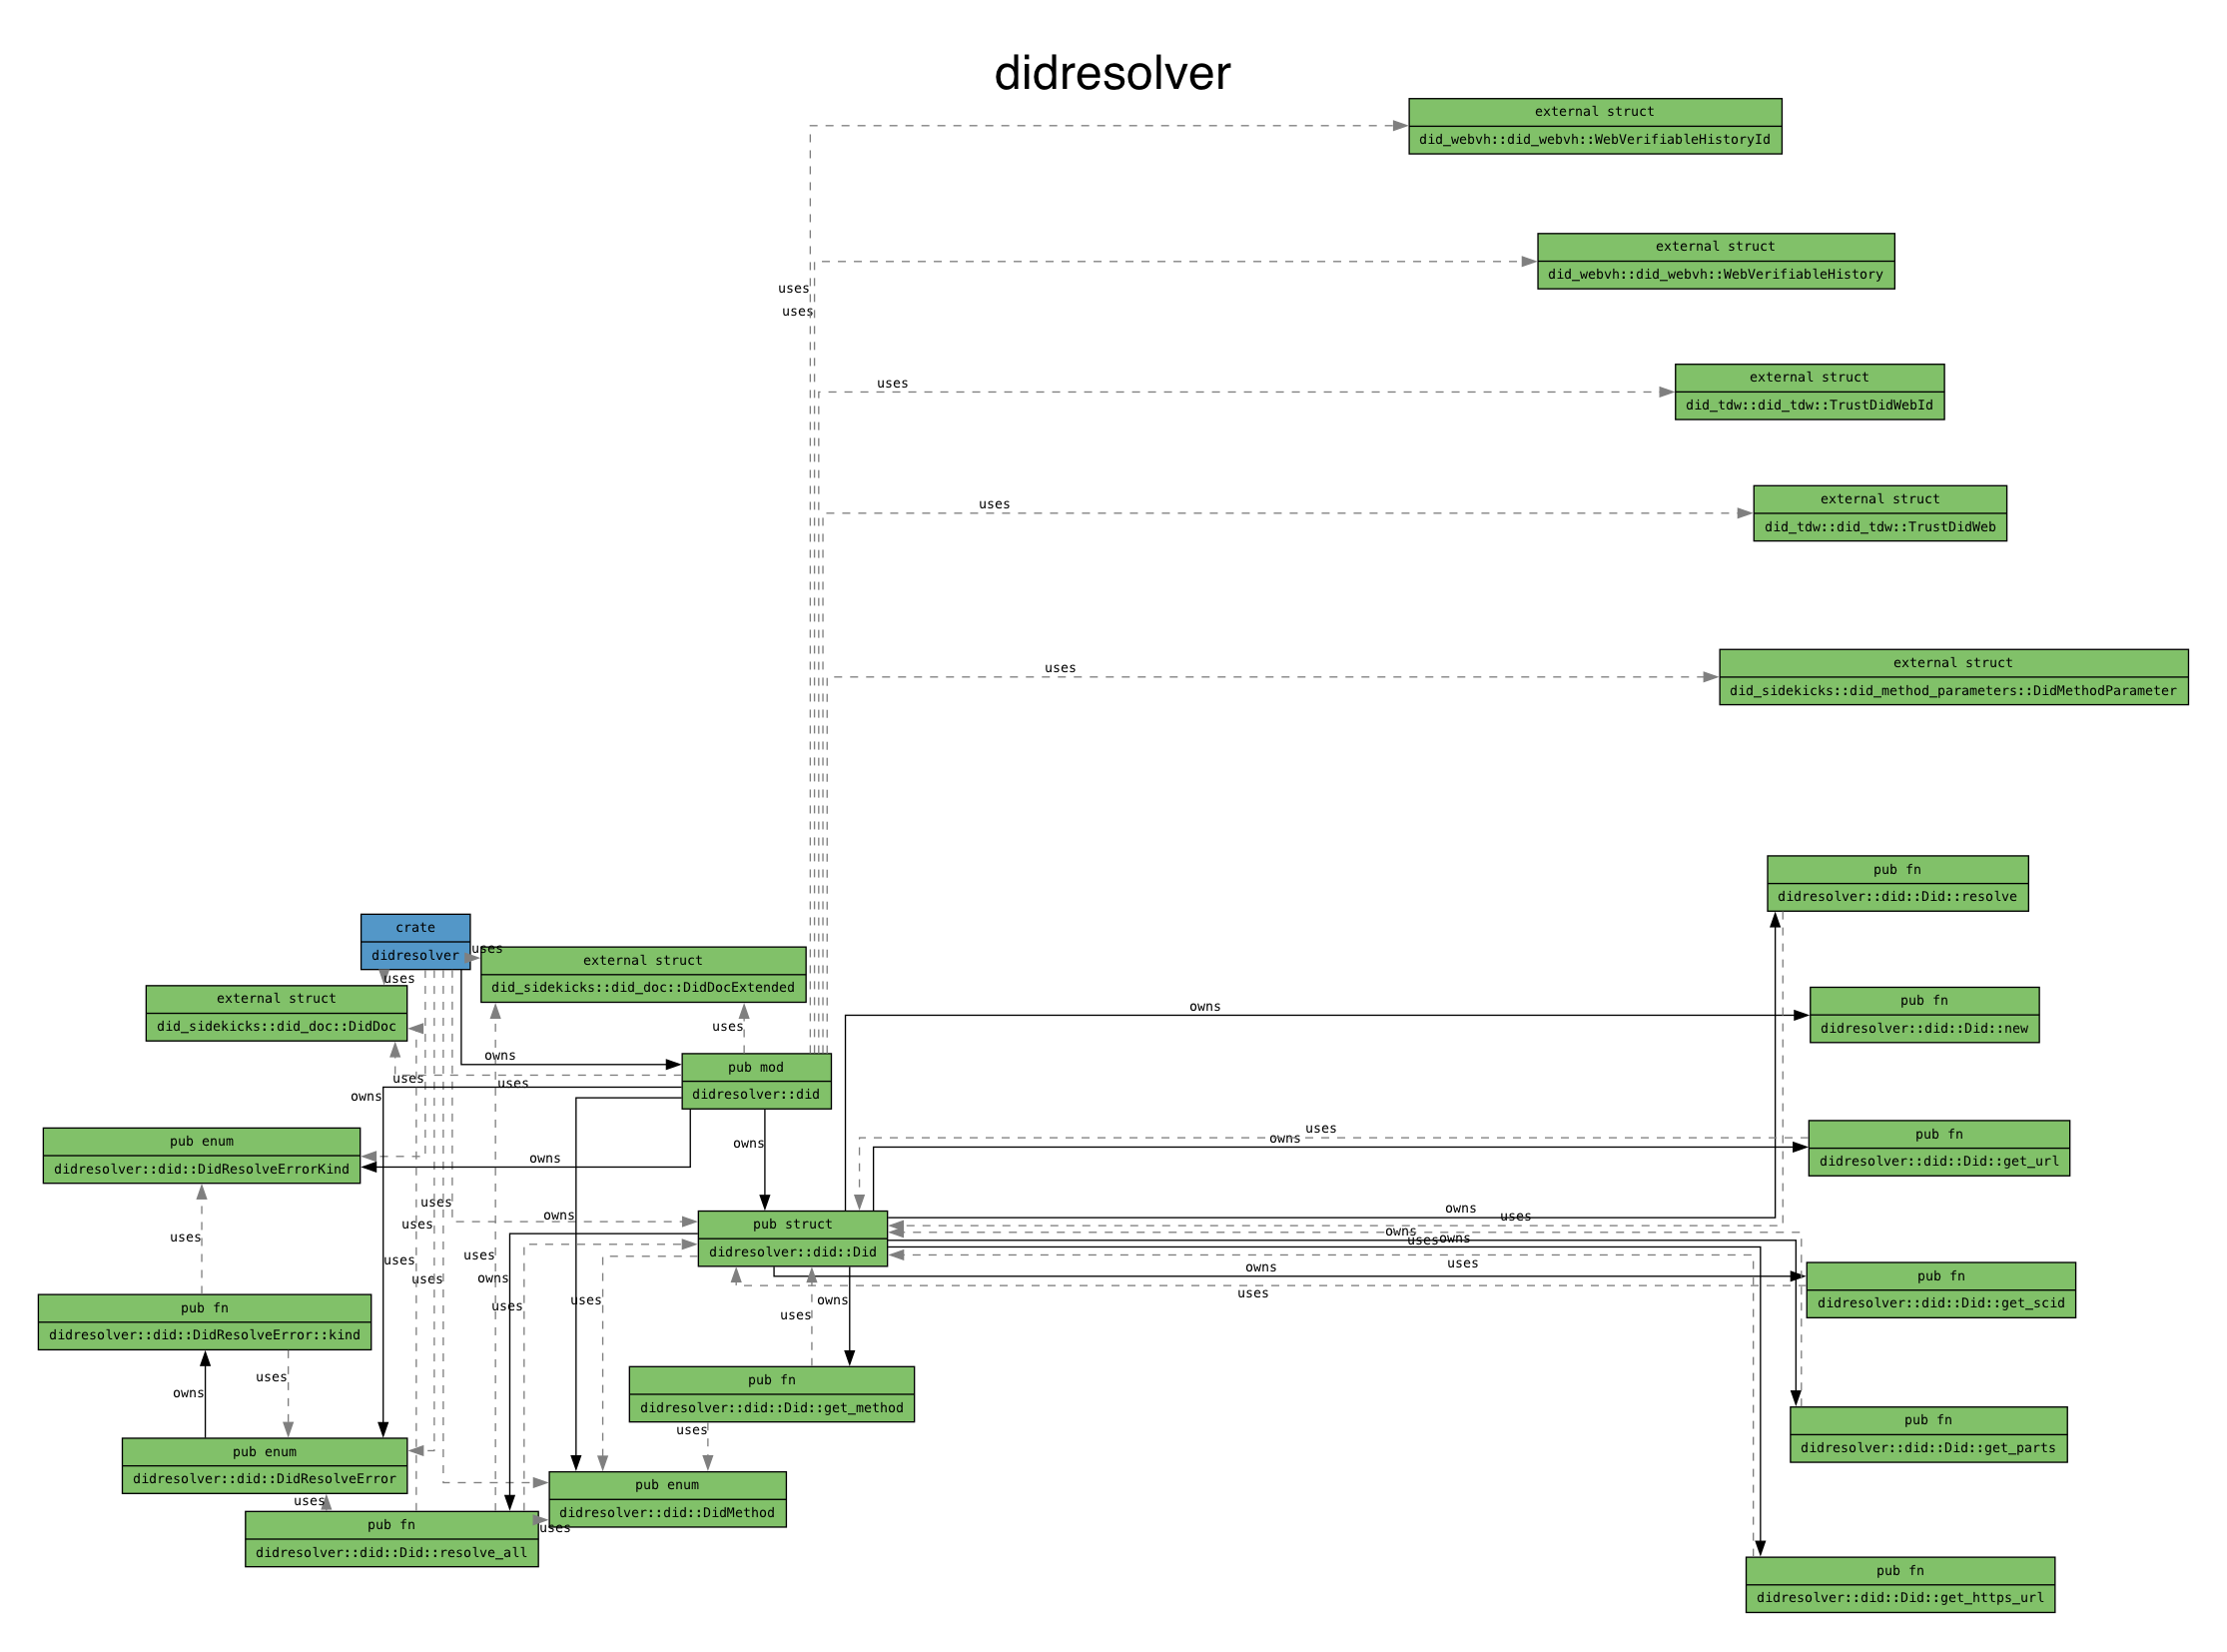 didresolver
external struct
did_webvh::did_webvh::WebVerifiableHistoryId
external struct
did_webvh::did_webvh::WebVerifiableHistory
uses
uses
external struct
did_tdw::did_tdw::TrustDidWebId
uses
external struct
did_tdw::did_tdw::TrustDidWeb
uses
external struct
did_sidekicks::did_method_parameters::DidMethodParameter
uses
pub fn
didresolver::did::Did::resolve
crate
didresolver
uses
external struct
did_sidekicks::did_doc::DidDocExtended
uses
external struct
did_sidekicks::did_doc::DidDoc
uses
owns
pub fn
didresolver::did::Did::new
owns
pub mod
didresolver::did
uses
uses
owns
pub enum
didresolver::did::DidResolveErrorKind
owns
owns
uses
owns
pub fn
didresolver::did::Did::get_url
uses
owns
pub struct
didresolver::did::Did
owns
uses
uses
uses
owns
uses
owns
uses
uses
uses
owns
uses
owns
uses
pub fn
didresolver::did::Did::get_scid
uses
owns
uses
uses
owns
uses
pub fn
didresolver::did::DidResolveError::kind
uses
owns
pub fn
didresolver::did::Did::get_method
uses
pub fn
didresolver::did::Did::get_parts
pub enum
didresolver::did::DidResolveError
uses
pub enum
didresolver::did::DidMethod
uses
pub fn
didresolver::did::Did::resolve_all
pub fn
didresolver::did::Did::get_https_url